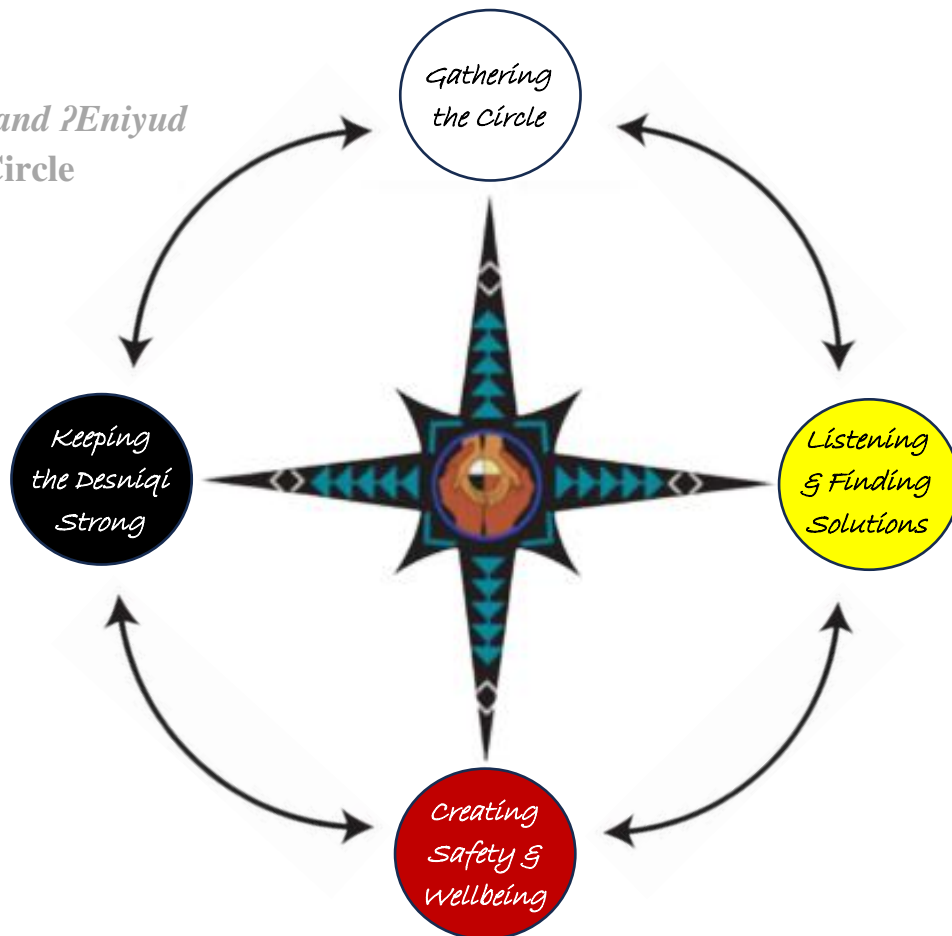 Gathering
the Circle
and ʔEniyud
Circle
Keeping
the Desniqi
Strong
Listening
& Finding
Solutions
Creating
Safety &
Wellbeing